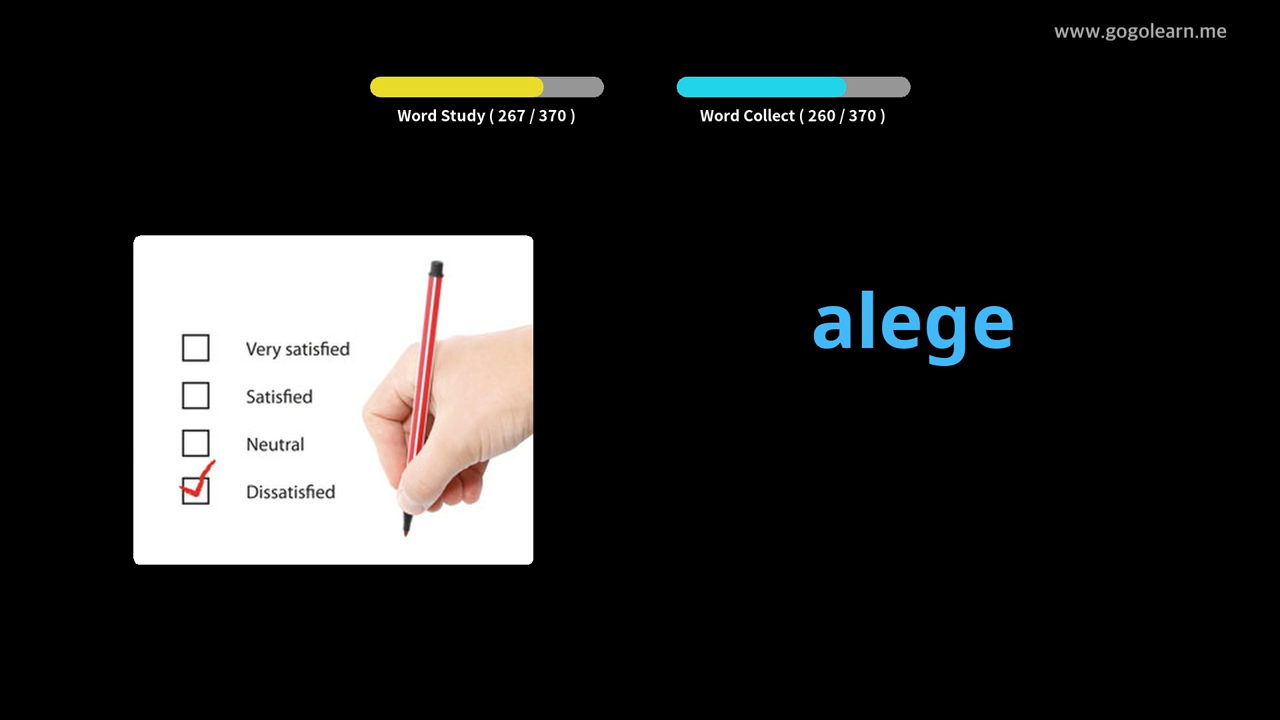 www.gogolearn.me
Word Study ( 267 / 370 )
Word Collect ( 260 / 370 )
alege
Very satisfied
Satisfied
Neutral
Dissatisfied